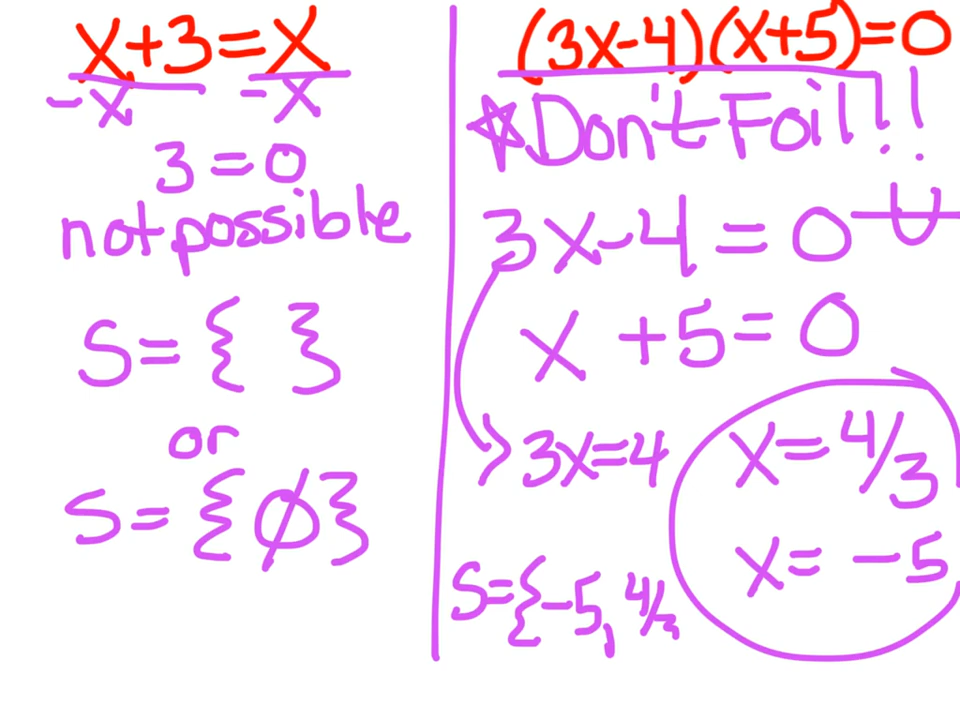 x+3=x
-x -x
3=0
not possible
S={ }
or
S={∅}
(3x-4)(x+5)=0
☆Don't Foil!!
3x-4=0
x+5=0
3x=4
x=4/3
x=-5
S={-5, 4/3